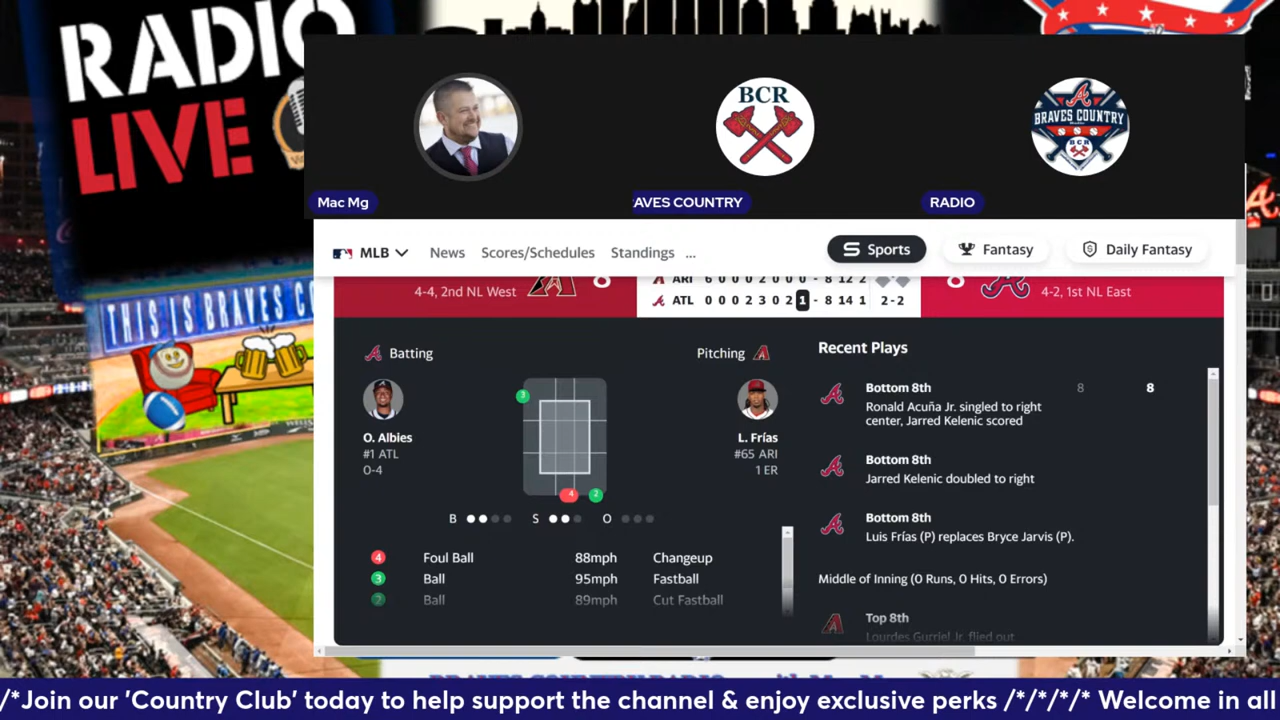 RADIO
LIVE
THIS IS BRAVES CO
BCR
BRAVES COUNTRY
BCR
Mac Mg
AVES COUNTRY
RADIO
MLB
News
Scores/Schedules
Standings
...
Sports
Fantasy
Daily Fantasy
4-4, 2nd NL West
8
ARI 6 0 0 0 2 0 0 0 - 8 12 2
ATL 0 0 0 2 3 0 2 1 - 8 14 1
2-2
8
4-2, 1st NL East
Batting
Pitching
O. Albies
#1 ATL
0-4
3
4
2
L. Frías
#65 ARI
1 ER
B
S
O
4 Foul Ball 88mph Changeup
3 Ball 95mph Fastball
2 Ball 89mph Cut Fastball
Recent Plays
Bottom 8th 8 8
Ronald Acuña Jr. singled to right
center, Jarred Kelenic scored
Bottom 8th
Jarred Kelenic doubled to right
Bottom 8th
Luis Frías (P) replaces Bryce Jarvis (P).
Middle of Inning (0 Runs, 0 Hits, 0 Errors)
Top 8th
Lourdes Gurriel Jr. flied out
/*Join our 'Country Club' today to help support the channel & enjoy exclusive perks /*/*/*/* Welcome in all